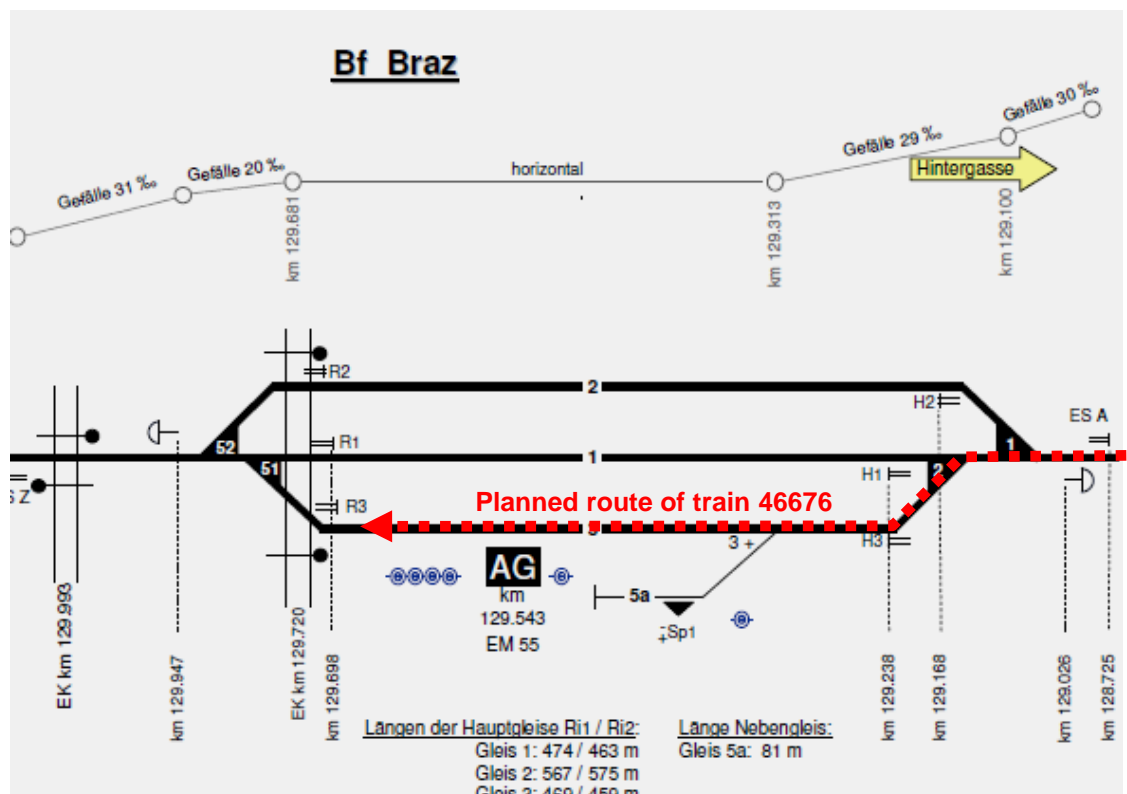 Bf Braz
Gefälle 31 ‰
Gefälle 20 ‰
horizontal
Gefälle 29 ‰
Gefälle 30 ‰
Hintergasse
km 129.681
km 129.313
km 129.100
R2
2
H2
ES A
52
R1
1
1
51
H1
2
S Z
R3
Planned route of train 46676
3 +
H3
AG
km
129.543
EM 55
5a
-
+Sp1
EK km 129.993
km 129.947
EK km 129.720
km 129.698
km 129.238
km 129.168
km 129.026
km 128.725
Längen der Hauptgleise Ri1 / Ri2:
Gleis 1: 474 / 463 m
Gleis 2: 567 / 575 m
Gleis 3: 469 / 459 m
Länge Nebengleis:
Gleis 5a: 81 m